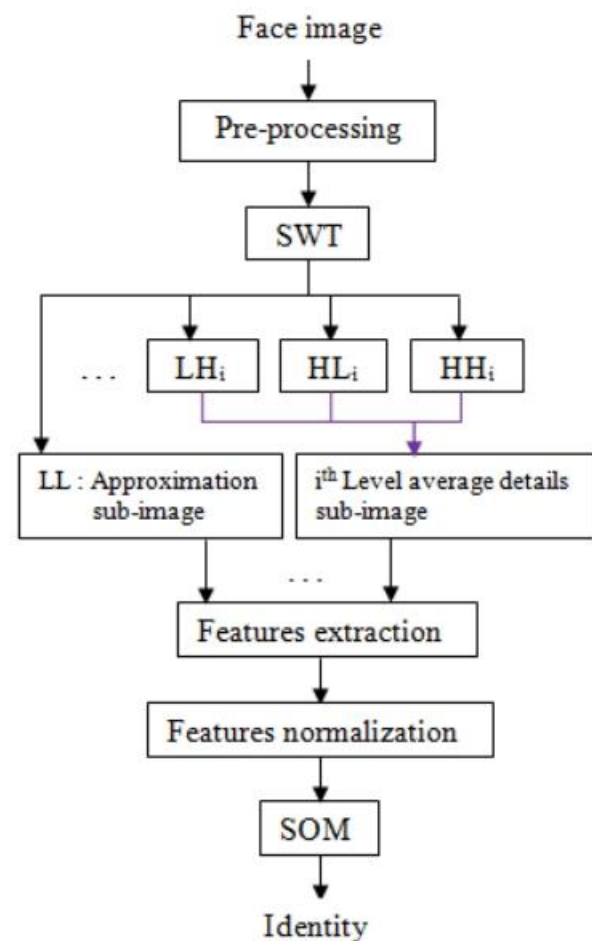 Face image
Pre-processing
SWT
. . . LHᵢ HLᵢ HHᵢ
LL : Approximation
sub-image
iᵗʰ Level average details
sub-image
. . .
Features extraction
Features normalization
SOM
Identity